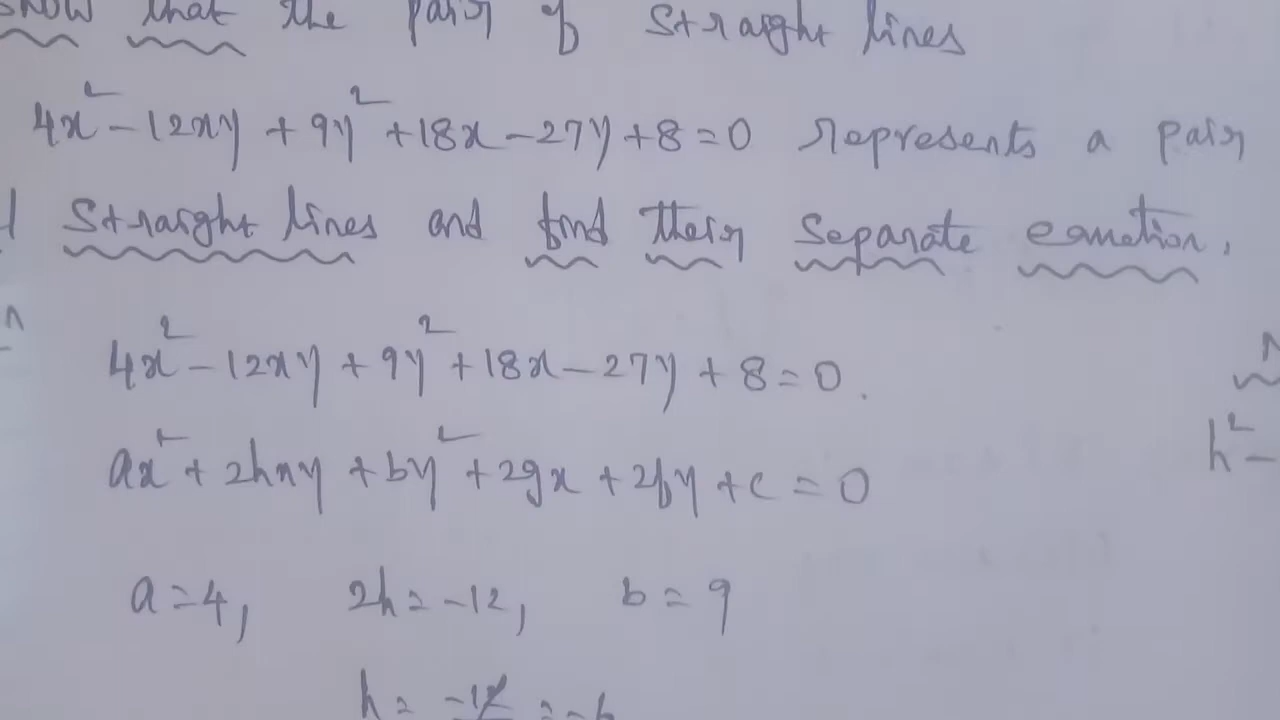 show that the pair of Straight lines
4x² - 12xy + 9y² + 18x - 27y + 8 = 0 represents a pair
Straight lines and find their Separate equation.
4x² - 12xy + 9y² + 18x - 27y + 8 = 0.
ax² + 2hxy + by² + 2gx + 2fy + c = 0
h² -
a = 4, 2h = -12, b = 9
h = -12 = -6